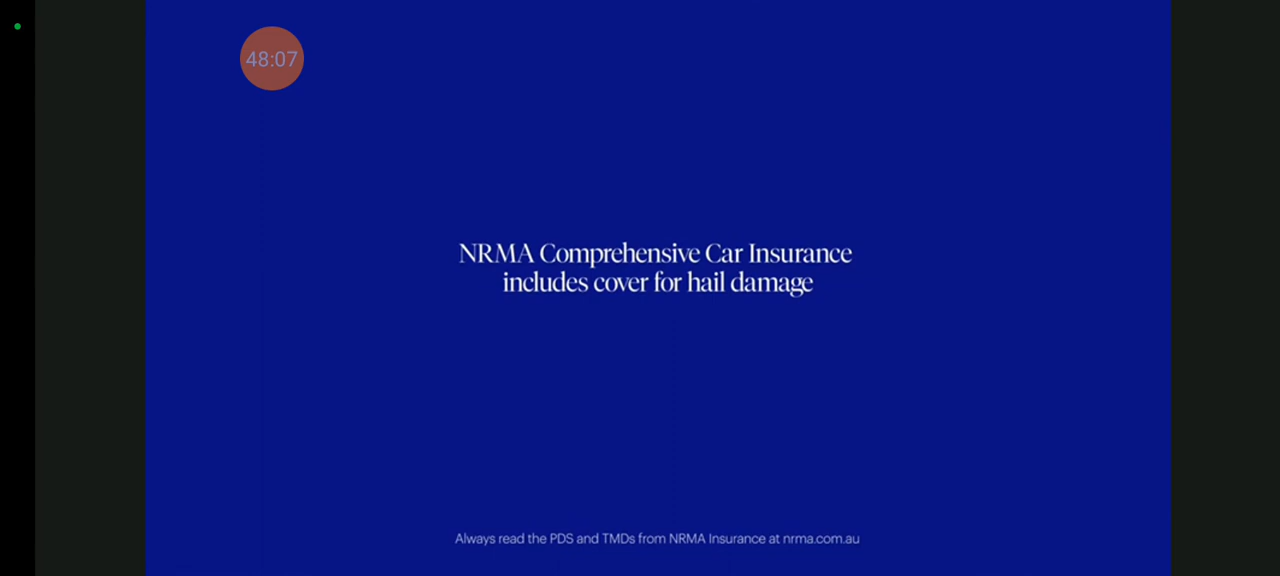 48:07
NRMA Comprehensive Car Insurance
includes cover for hail damage
Always read the PDS and TMDs from NRMA Insurance at nrma.com.au